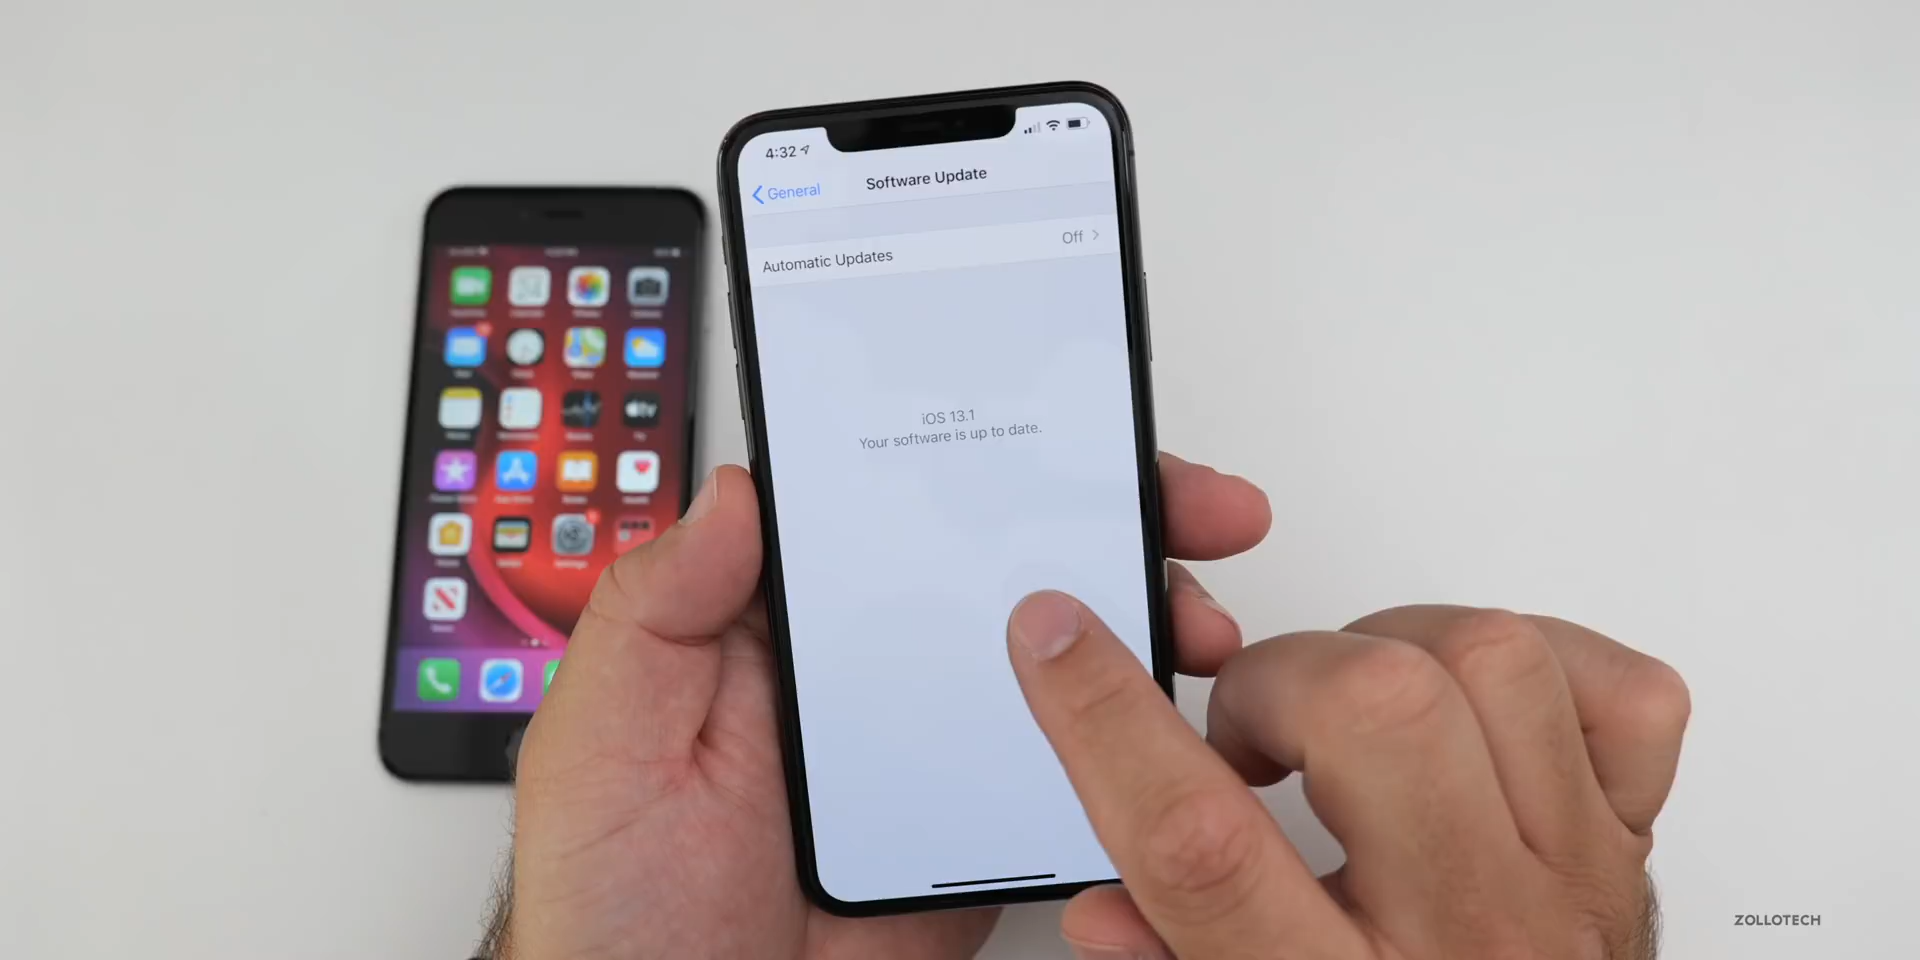 4:32
General
Software Update
Automatic Updates
Off
iOS 13.1
Your software is up to date.
ZOLLOTECH